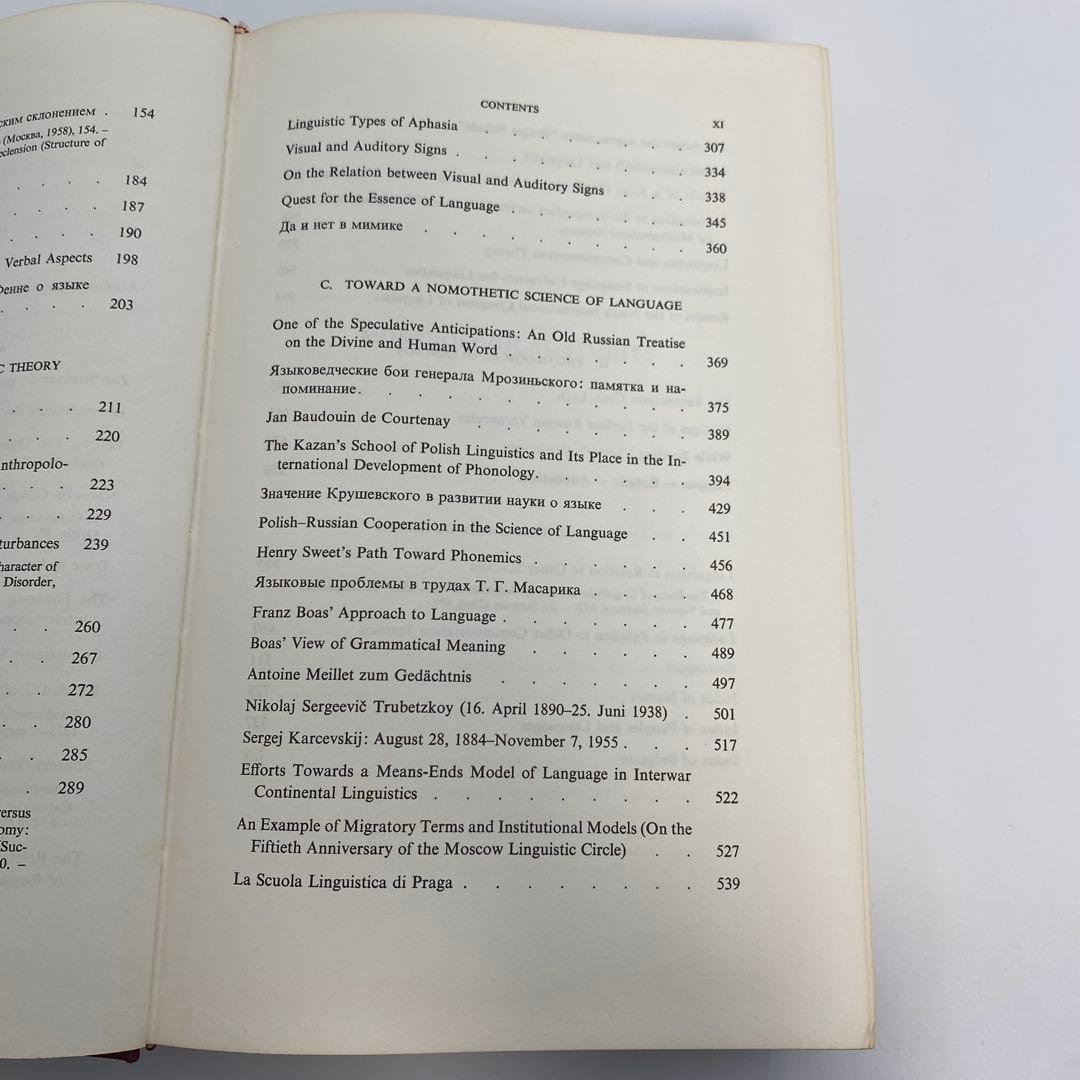 ским склонением . 154
(Москва, 1958), 154. –
eclension (Structure of
. . . . 184
. . . . 187
. . . . 190
Verbal Aspects 198
о языке
. . . . 203
THEORY
. . . . 211
. . . . 220
nthropolo-
. . . . 223
. . . . 229
turbances 239
haracter of
Disorder,
. . . 260
. . . 267
. . . 272
. . . 280
. . . 285
. . . 289
versus
omy:
(Suc-
0. –
CONTENTS XI
Linguistic Types of Aphasia . . . . . . . . 307
Visual and Auditory Signs . . . . . . . . 334
On the Relation between Visual and Auditory Signs . . . 338
Quest for the Essence of Language . . . . . . . 345
Да и нет в мимике . . . . . . . . . . 360
C. TOWARD A NOMOTHETIC SCIENCE OF LANGUAGE
One of the Speculative Anticipations: An Old Russian Treatise
on the Divine and Human Word . . . . . . . 369
Языковедческие бои генерала Мрозиньского: памятка и на-
поминание. . . . . . . . . . . . 375
Jan Baudouin de Courtenay . . . . . . . . 389
The Kazan's School of Polish Linguistics and Its Place in the In-
ternational Development of Phonology. . . . . . 394
Значение Крушевского в развитии науки о языке . . . 429
Polish–Russian Cooperation in the Science of Language . . 451
Henry Sweet's Path Toward Phonemics . . . . . . 456
Языковые проблемы в трудах Т. Г. Масарика . . . . 468
Franz Boas' Approach to Language . . . . . . . 477
Boas' View of Grammatical Meaning . . . . . . 489
Antoine Meillet zum Gedächtnis . . . . . . . 497
Nikolaj Sergeevič Trubetzkoy (16. April 1890–25. Juni 1938) . 501
Sergej Karcevskij: August 28, 1884–November 7, 1955 . . . 517
Efforts Towards a Means-Ends Model of Language in Interwar
Continental Linguistics . . . . . . . . . 522
An Example of Migratory Terms and Institutional Models (On the
Fiftieth Anniversary of the Moscow Linguistic Circle) . . 527
La Scuola Linguistica di Praga . . . . . . . . 539